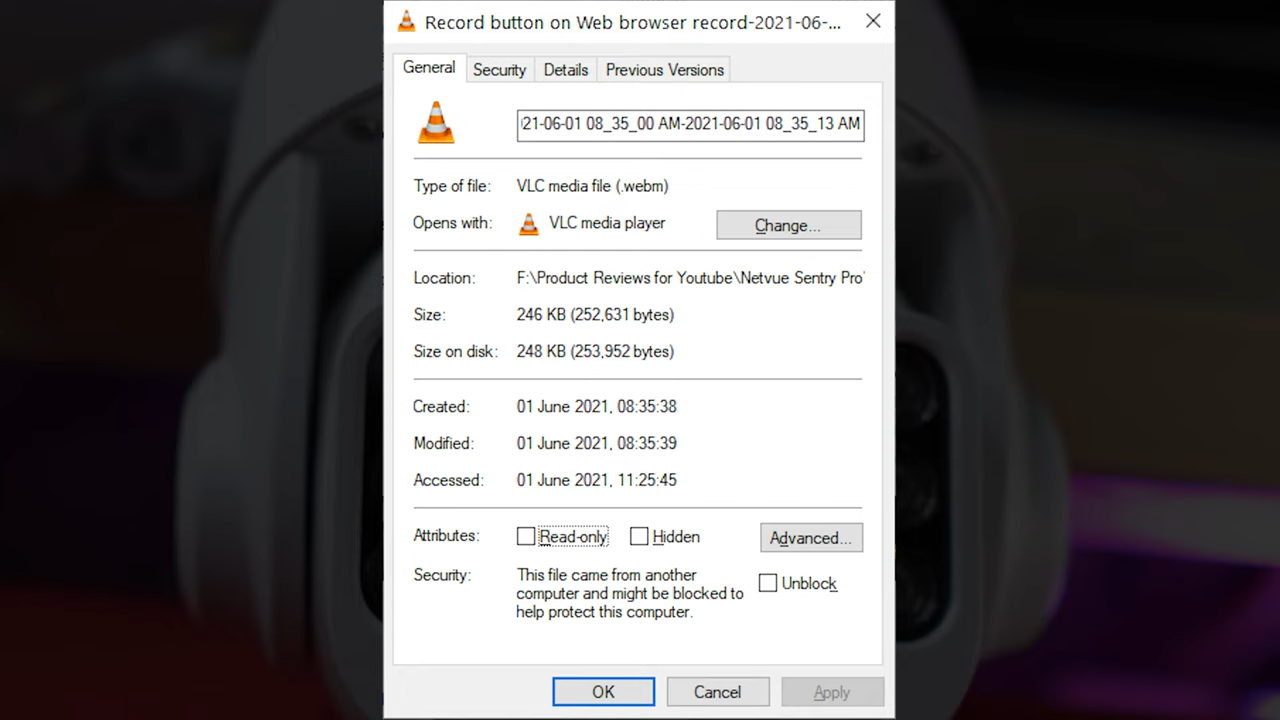 Record button on Web browser record-2021-06-...
General Security Details Previous Versions
21-06-01 08_35_00 AM-2021-06-01 08_35_13 AM
Type of file: VLC media file (.webm)
Opens with: VLC media player Change...
Location: F:\Product Reviews for Youtube\Netvue Sentry Pro
Size: 246 KB (252,631 bytes)
Size on disk: 248 KB (253,952 bytes)
Created: 01 June 2021, 08:35:38
Modified: 01 June 2021, 08:35:39
Accessed: 01 June 2021, 11:25:45
Attributes: Read-only Hidden Advanced...
Security: This file came from another
computer and might be blocked to
help protect this computer.
Unblock
OK Cancel Apply